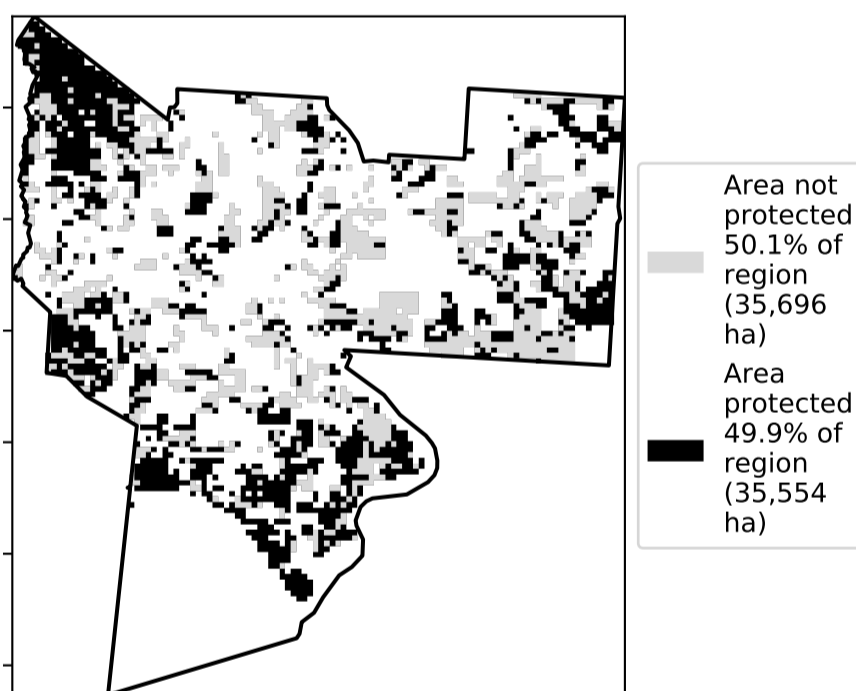 Area not
protected
50.1% of
region
(35,696
ha)
Area
protected
49.9% of
region
(35,554
ha)